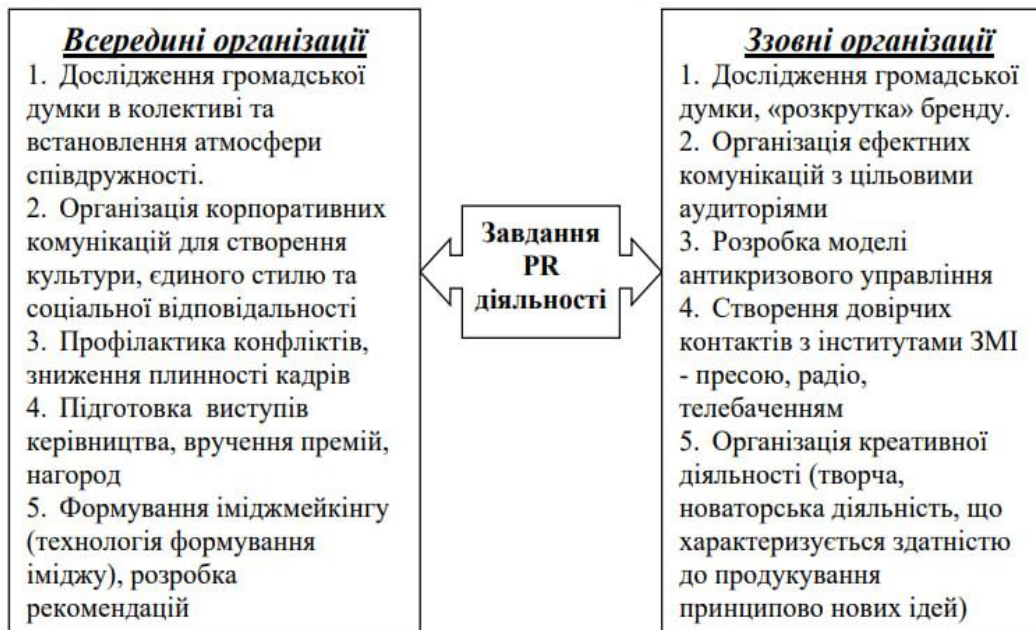 Всередині організації
1. Дослідження громадської
думки в колективі та
встановлення атмосфери
співдружності.
2. Організація корпоративних
комунікацій для створення
культури, єдиного стилю та
соціальної відповідальності
3. Профілактика конфліктів,
зниження плинності кадрів
4. Підготовка виступів
керівництва, вручення премій,
нагород
5. Формування іміджмейкінгу
(технологія формування
іміджу), розробка
рекомендацій
Завдання
PR
діяльності
Ззовні організації
1. Дослідження громадської
думки, «розкрутка» бренду.
2. Організація ефектних
комунікацій з цільовими
аудиторіями
3. Розробка моделі
антикризового управління
4. Створення довірчих
контактів з інститутами ЗМІ
- пресою, радіо,
телебаченням
5. Організація креативної
діяльності (творча,
новаторська діяльність, що
характеризується здатністю
до продукування
принципово нових ідей)